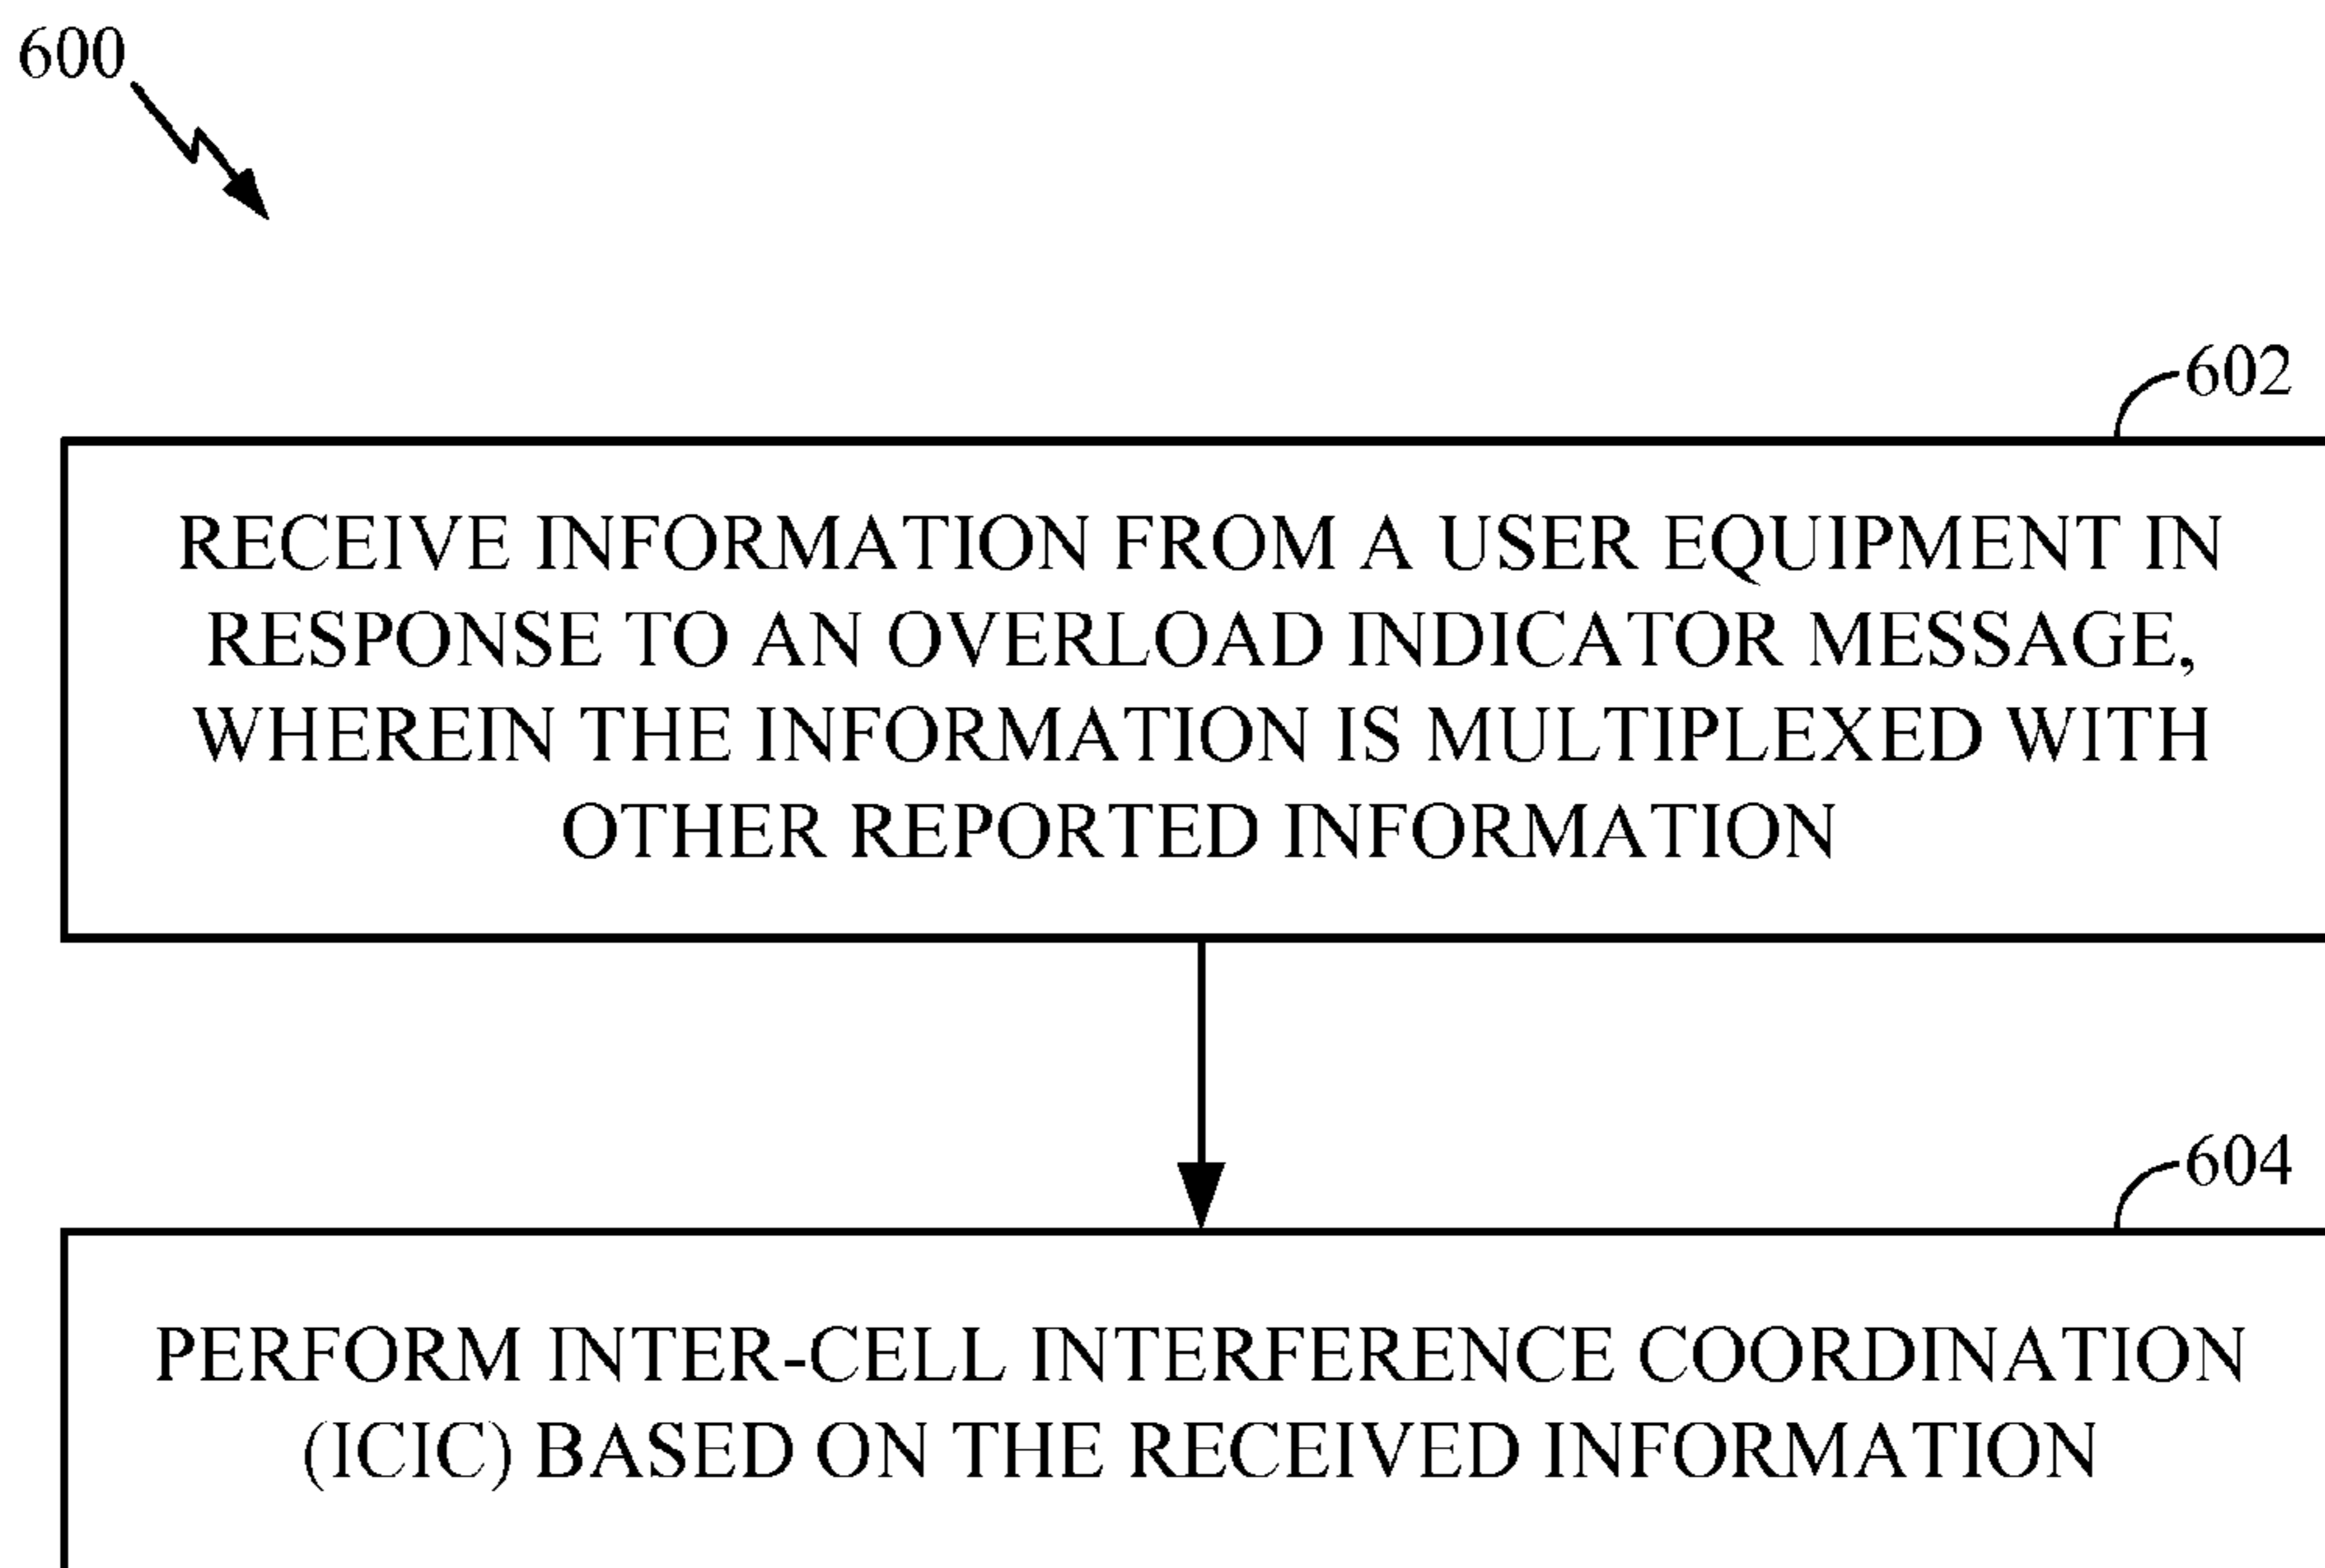 600
602
RECEIVE INFORMATION FROM A USER EQUIPMENT IN
RESPONSE TO AN OVERLOAD INDICATOR MESSAGE,
WHEREIN THE INFORMATION IS MULTIPLEXED WITH
OTHER REPORTED INFORMATION
604
PERFORM INTER-CELL INTERFERENCE COORDINATION
(ICIC) BASED ON THE RECEIVED INFORMATION